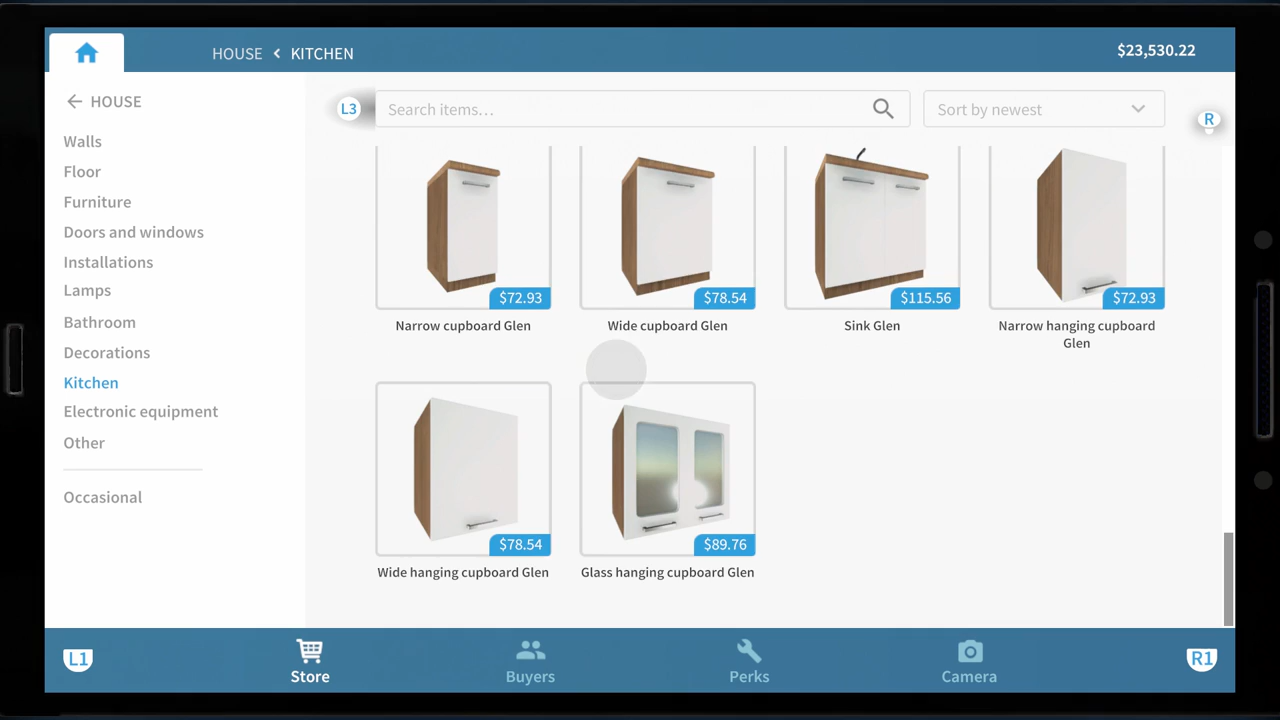 HOUSE < KITCHEN
$23,530.22
HOUSE
Walls
Floor
Furniture
Doors and windows
Installations
Lamps
Bathroom
Decorations
Kitchen
Electronic equipment
Other
Occasional
L3
Search items...
Sort by newest
R
$72.93
Narrow cupboard Glen
$78.54
Wide cupboard Glen
$115.56
Sink Glen
$72.93
Narrow hanging cupboard
Glen
$78.54
Wide hanging cupboard Glen
$89.76
Glass hanging cupboard Glen
L1
Store
Buyers
Perks
Camera
R1